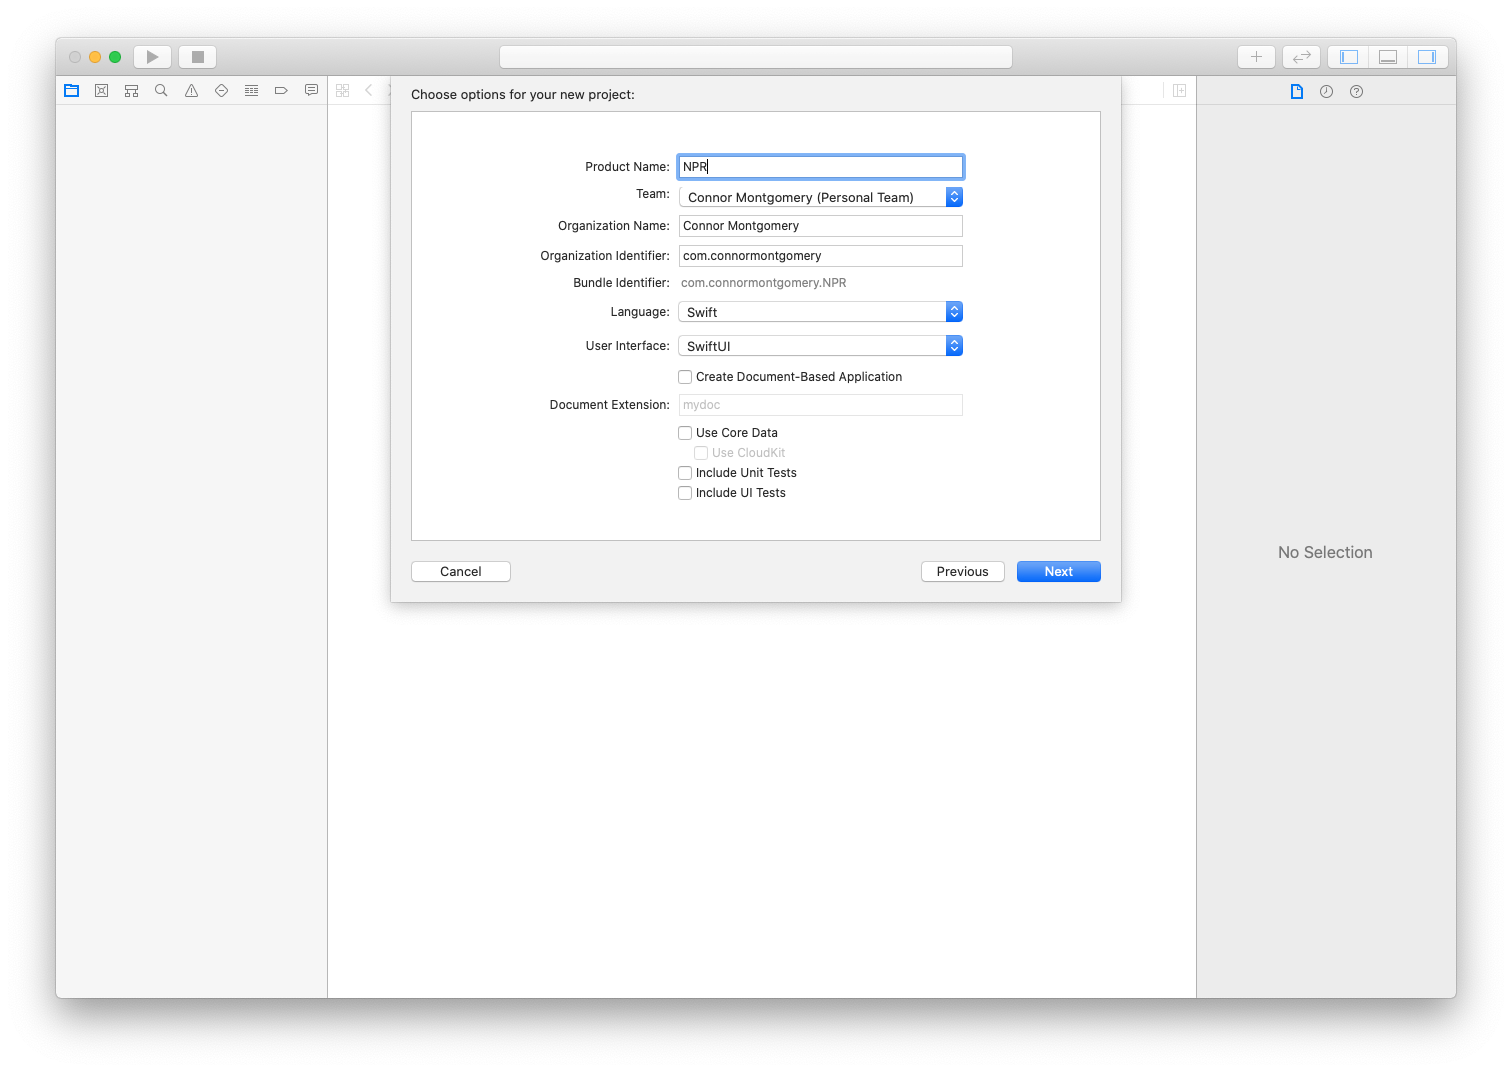 Choose options for your new project:
Product Name: NPR
Team: Connor Montgomery (Personal Team)
Organization Name: Connor Montgomery
Organization Identifier: com.connormontgomery
Bundle Identifier: com.connormontgomery.NPR
Language: Swift
User Interface: SwiftUI
Create Document-Based Application
Document Extension: mydoc
Use Core Data
Use CloudKit
Include Unit Tests
Include UI Tests
No Selection
Cancel Previous Next